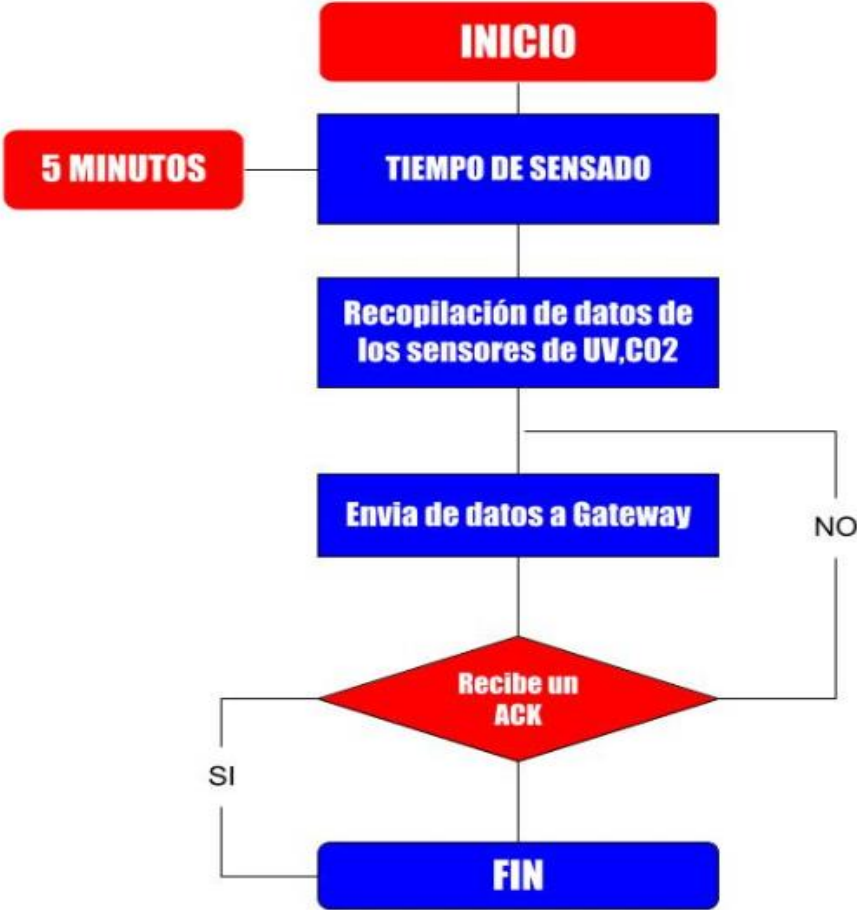 INICIO
5 MINUTOS
TIEMPO DE SENSADO
Recopilación de datos de
los sensores de UV,CO2
Envia de datos a Gateway
NO
Recibe un
ACK
SI
FIN